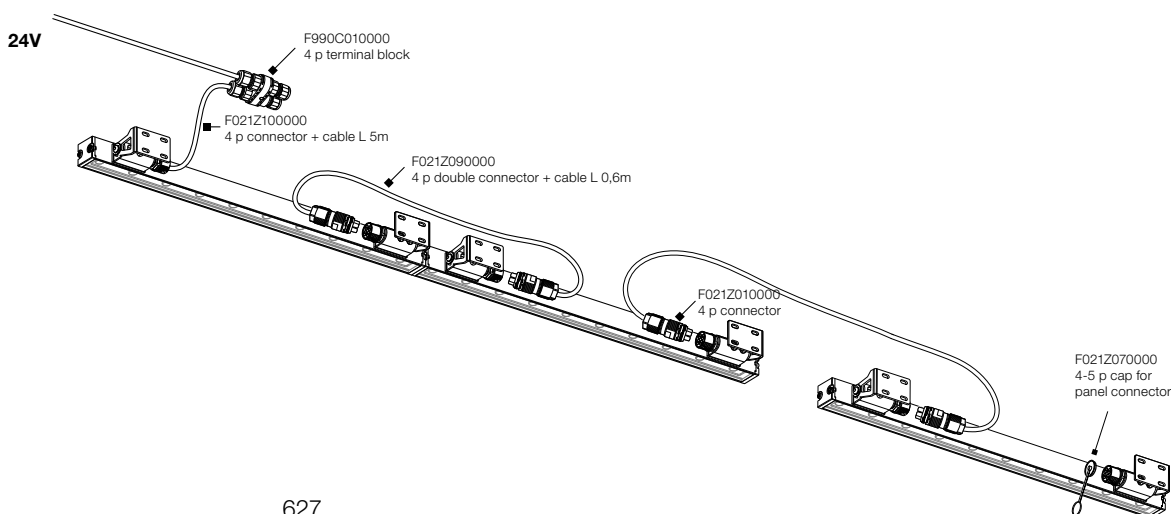 24V
F990C010000
4 p terminal block
F021Z100000
4 p connector + cable L 5m
F021Z090000
4 p double connector + cable L 0,6m
F021Z010000
4 p connector
F021Z070000
4-5 p cap for
panel connector
627